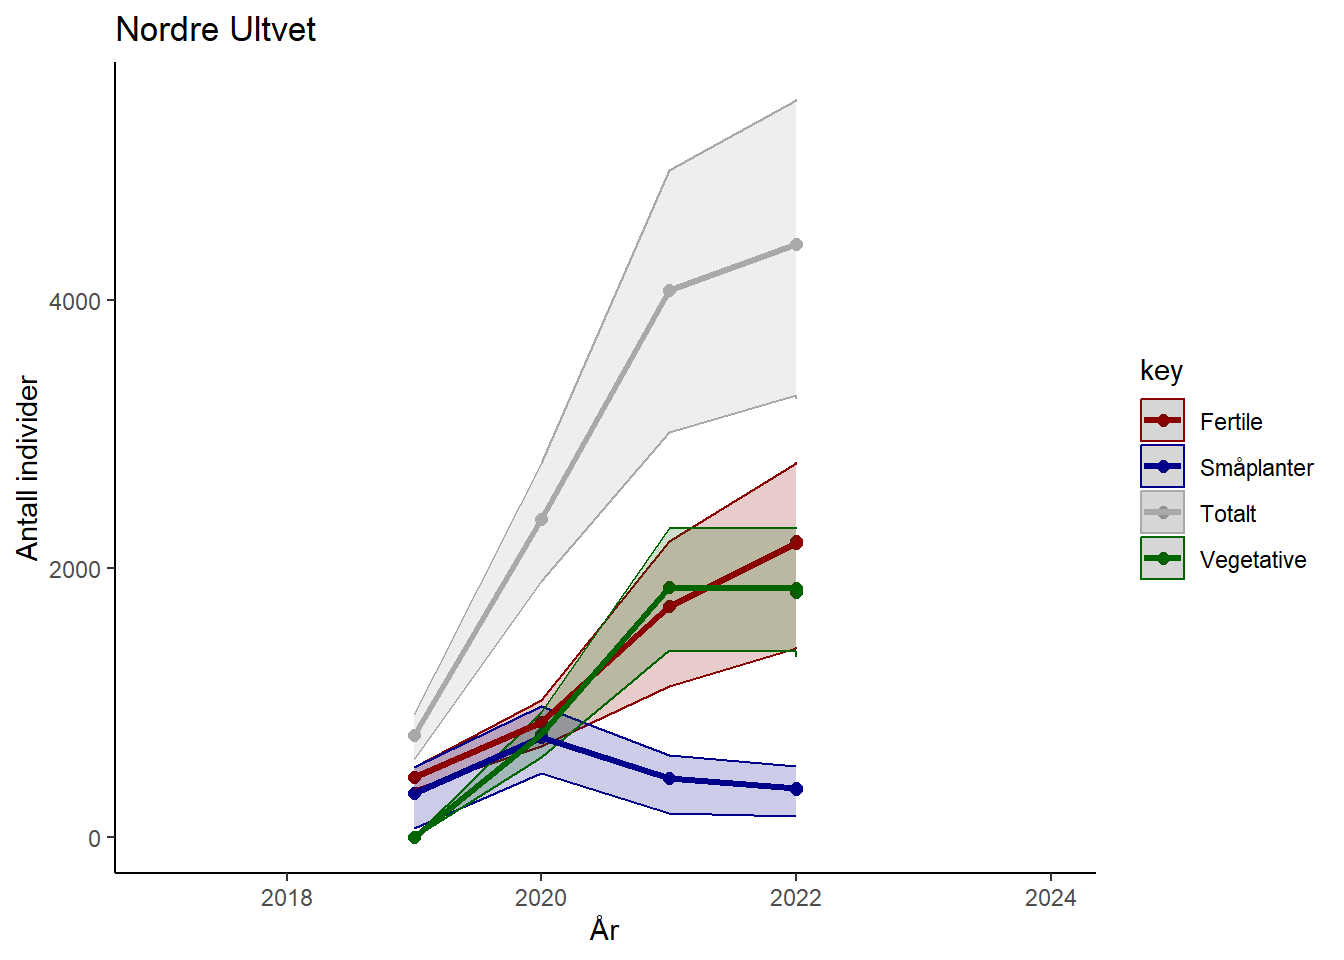 Nordre Ultvet
Antall individer
4000
2000
0
2018
2020
2022
2024
År
key
Fertile
Småplanter
Totalt
Vegetative